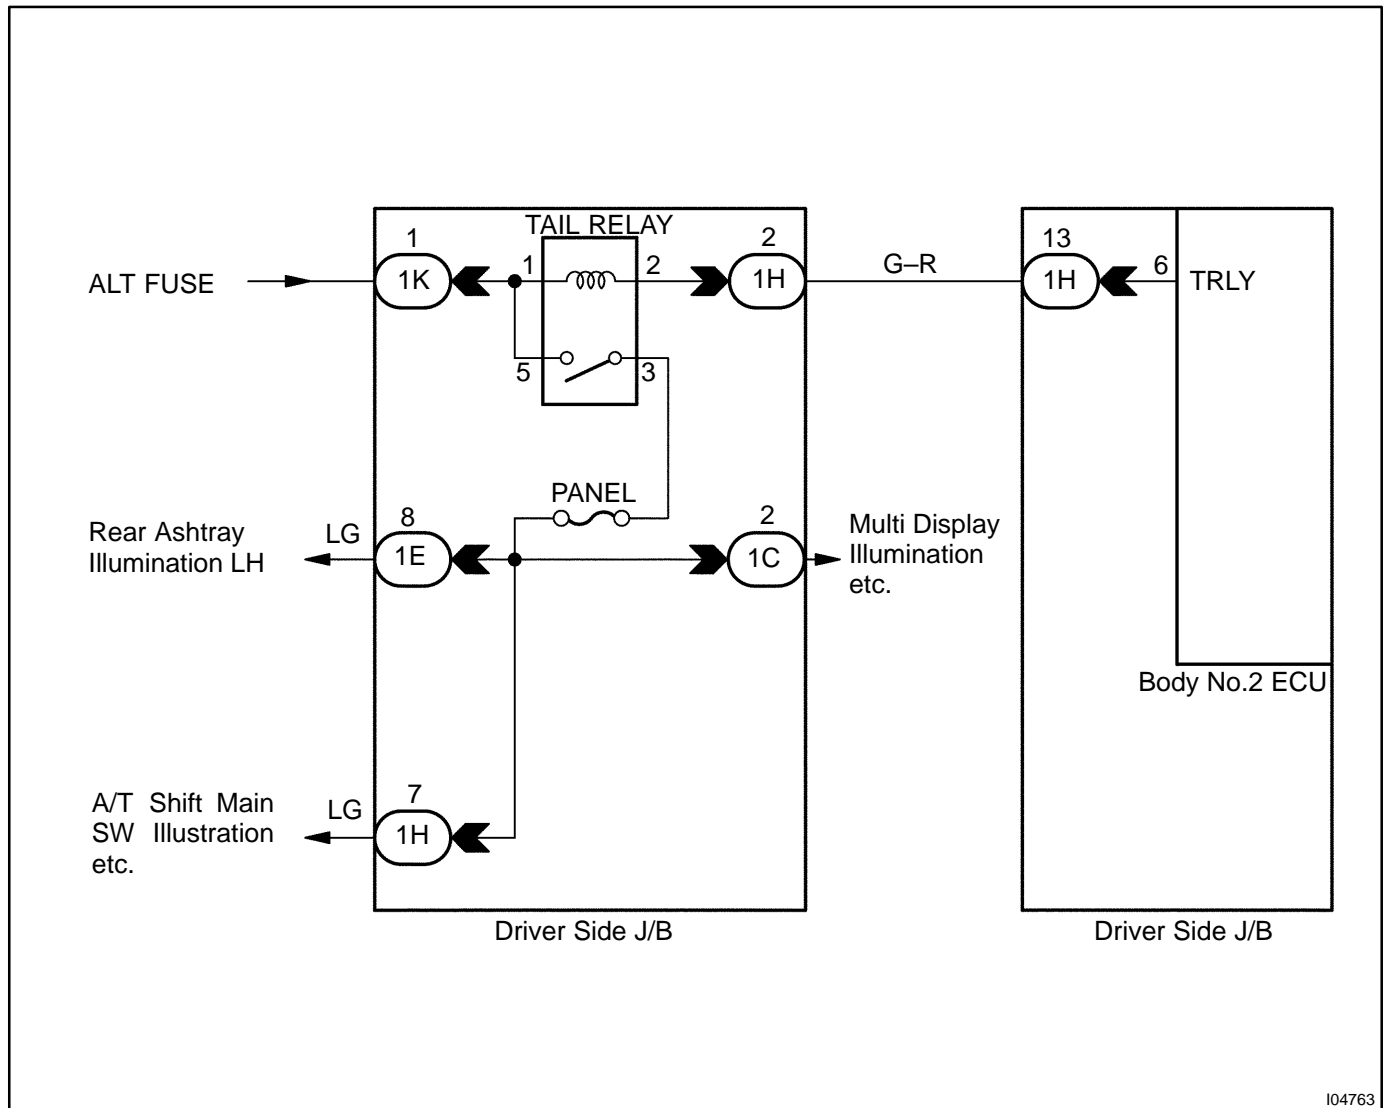 TAIL RELAY
ALT FUSE
1
1K
1
2
2
1H
G–R
13
1H
6
TRLY
5
3
PANEL
Rear Ashtray
Illumination LH
LG
8
1E
2
1C
Multi Display
Illumination
etc.
Body No.2 ECU
A/T Shift Main
SW Illustration
etc.
LG
7
1H
Driver Side J/B
Driver Side J/B
I04763